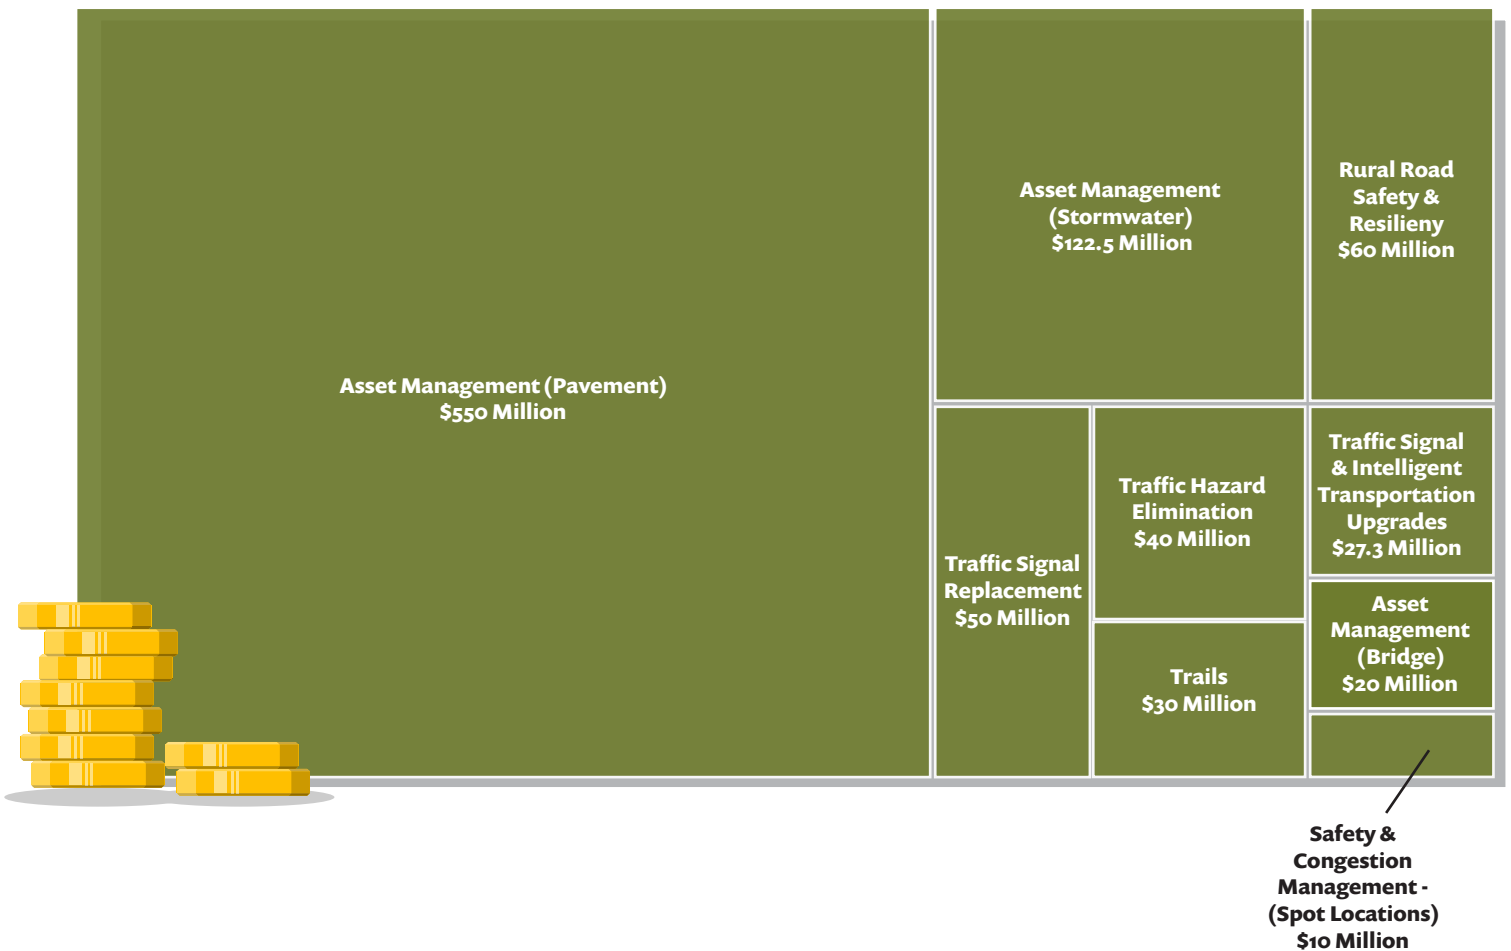 Asset Management (Pavement)
$550 Million
Asset Management
(Stormwater)
$122.5 Million
Rural Road
Safety &
Resilieny
$60 Million
Traffic Signal
Replacement
$50 Million
Traffic Hazard
Elimination
$40 Million
Trails
$30 Million
Traffic Signal
& Intelligent
Transportation
Upgrades
$27.3 Million
Asset
Management
(Bridge)
$20 Million
Safety &
Congestion
Management -
(Spot Locations)
$10 Million